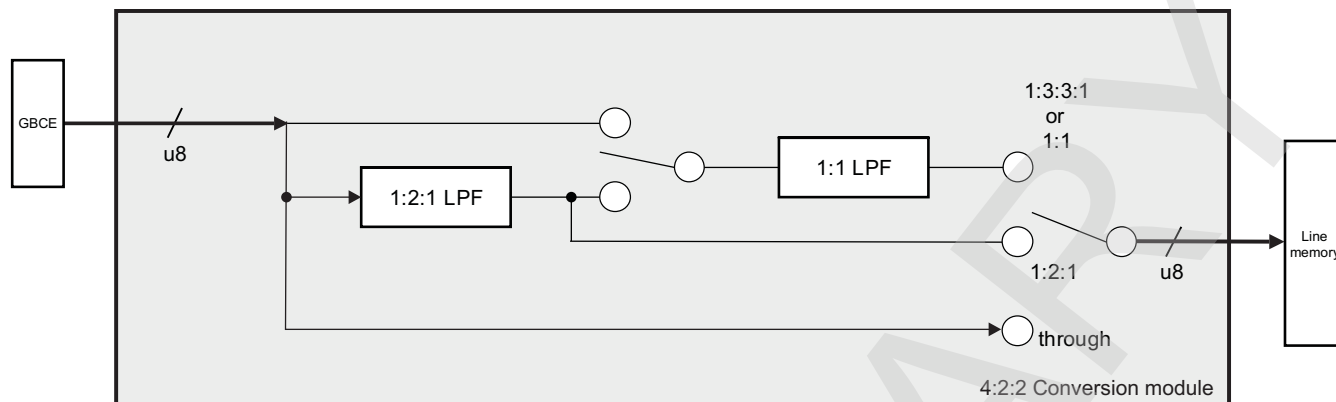 GBCE
u8
1:2:1 LPF
1:1 LPF
1:3:3:1
or
1:1
1:2:1
through
u8
Line
memory
4:2:2 Conversion module